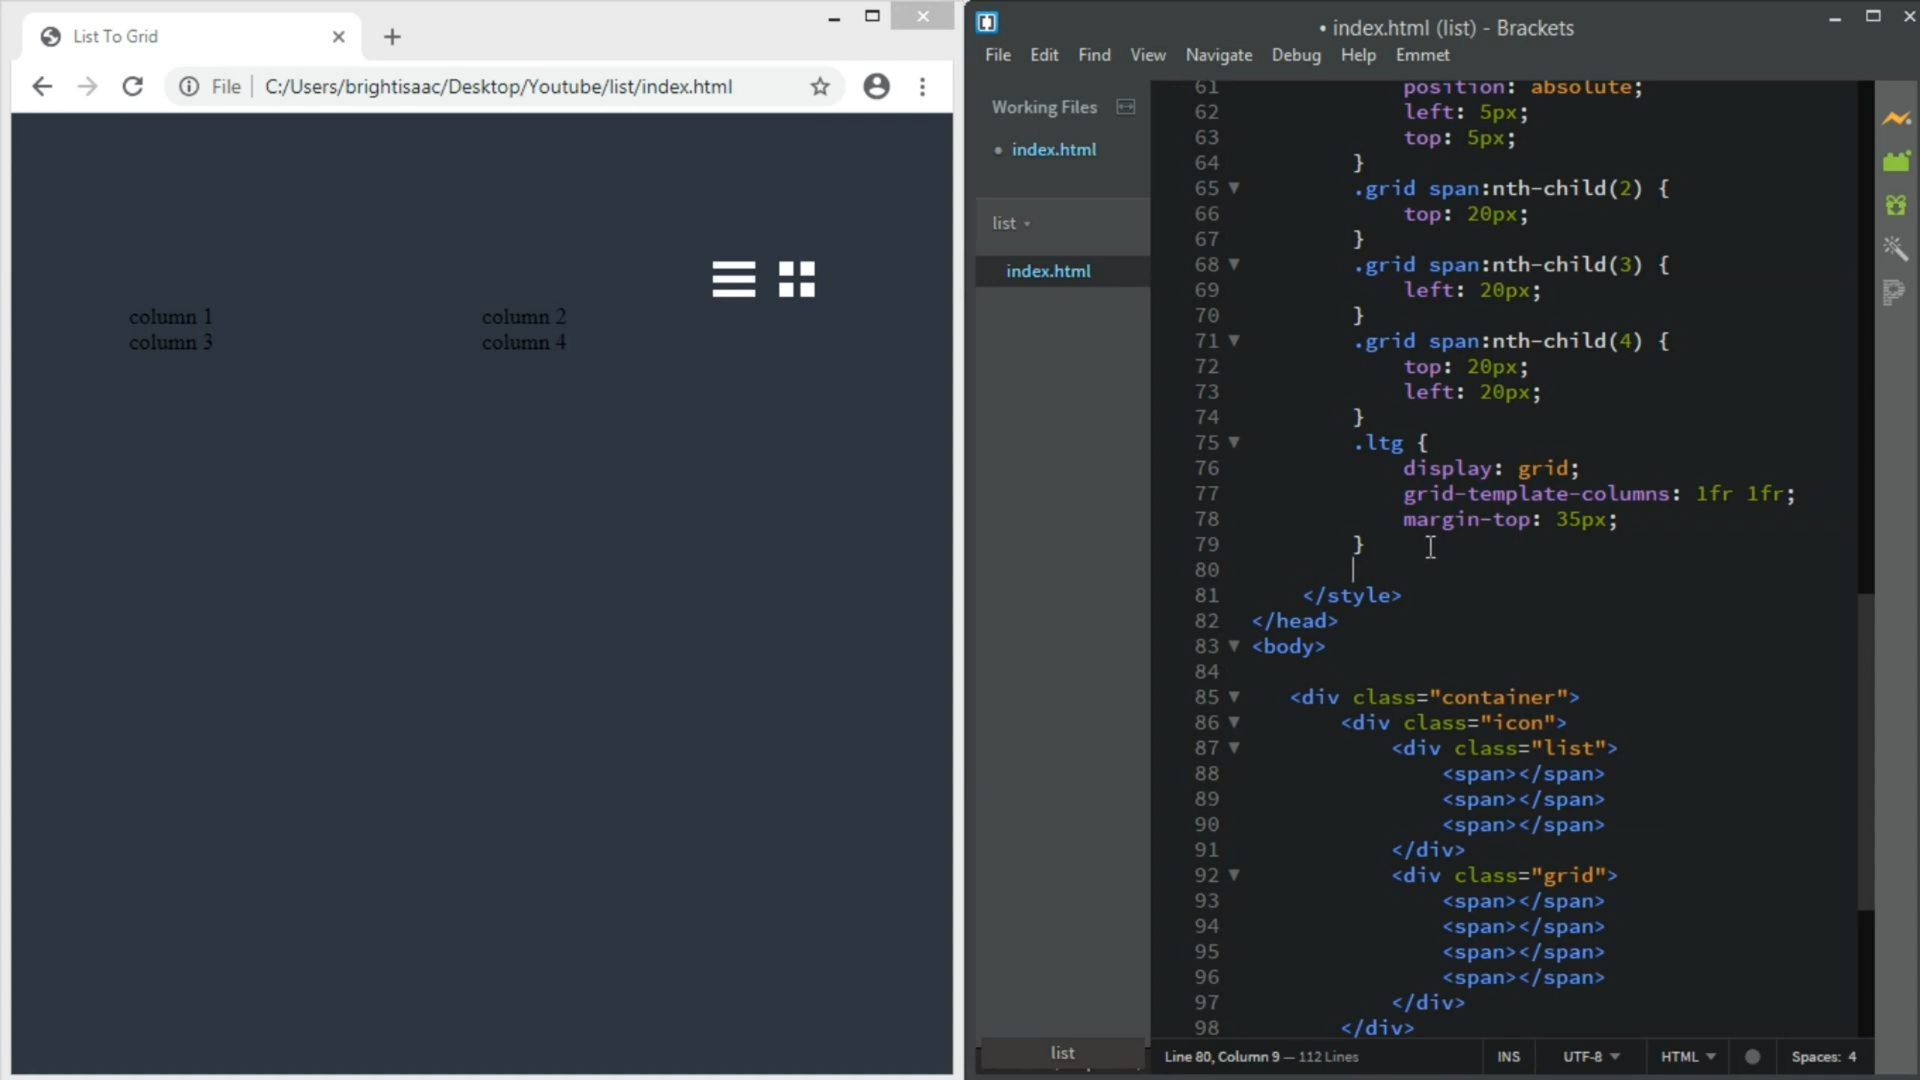 List To Grid
File
C:/Users/brightisaac/Desktop/Youtube/list/index.html
column 1
column 2
column 3
column 4
• index.html (list) - Brackets
File Edit Find View Navigate Debug Help Emmet
Working Files
index.html
list
index.html
list
61 position: absolute;
62 left: 5px;
63 top: 5px;
64 }
65 .grid span:nth-child(2) {
66 top: 20px;
67 }
68 .grid span:nth-child(3) {
69 left: 20px;
70 }
71 .grid span:nth-child(4) {
72 top: 20px;
73 left: 20px;
74 }
75 .ltg {
76 display: grid;
77 grid-template-columns: 1fr 1fr;
78 margin-top: 35px;
79 }
80
81 </style>
82 </head>
83 <body>
84
85 <div class="container">
86 <div class="icon">
87 <div class="list">
88 <span></span>
89 <span></span>
90 <span></span>
91 </div>
92 <div class="grid">
93 <span></span>
94 <span></span>
95 <span></span>
96 <span></span>
97 </div>
98 </div>
Line 80, Column 9 — 112 Lines
INS
UTF-8
HTML
Spaces: 4